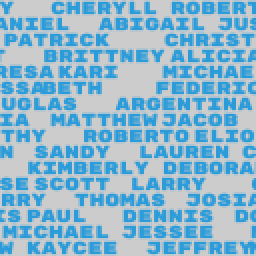 Y CHERYLL ROBERT
ANIEL ABIGAIL JUS
PATRICK CHRIST
T BRITTNEY ALICIA
RESA KARI MICHAE
SSABETH FEDERIC
UGLAS ARGENTINA
IA MATTHEW JACOB
THY ROBERTO ELIO
N SANDY LAUREN C
KIMBERLY DEBORA
SE SCOTT LARRY
RRY THOMAS JOSIA
IS PAUL DENNIS DO
MICHAEL JESSEE
W KAYCEE JEFFREY